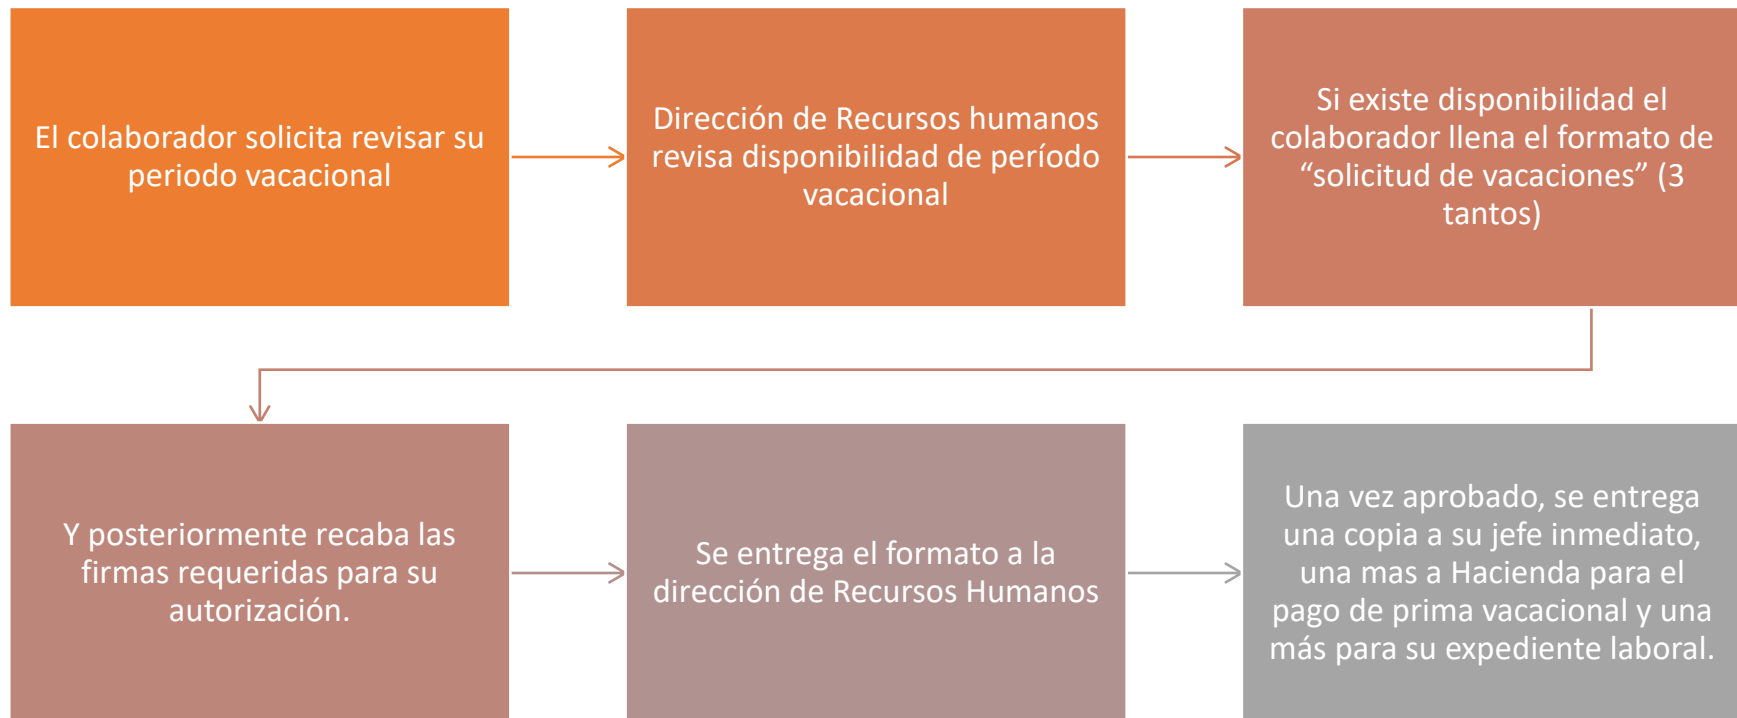 El colaborador solicita revisar su
periodo vacacional
Dirección de Recursos humanos
revisa disponibilidad de período
vacacional
Si existe disponibilidad el
colaborador llena el formato de
“solicitud de vacaciones” (3
tantos)
Y posteriormente recaba las
firmas requeridas para su
autorización.
Se entrega el formato a la
dirección de Recursos Humanos
Una vez aprobado, se entrega
una copia a su jefe inmediato,
una mas a Hacienda para el
pago de prima vacacional y una
más para su expediente laboral.